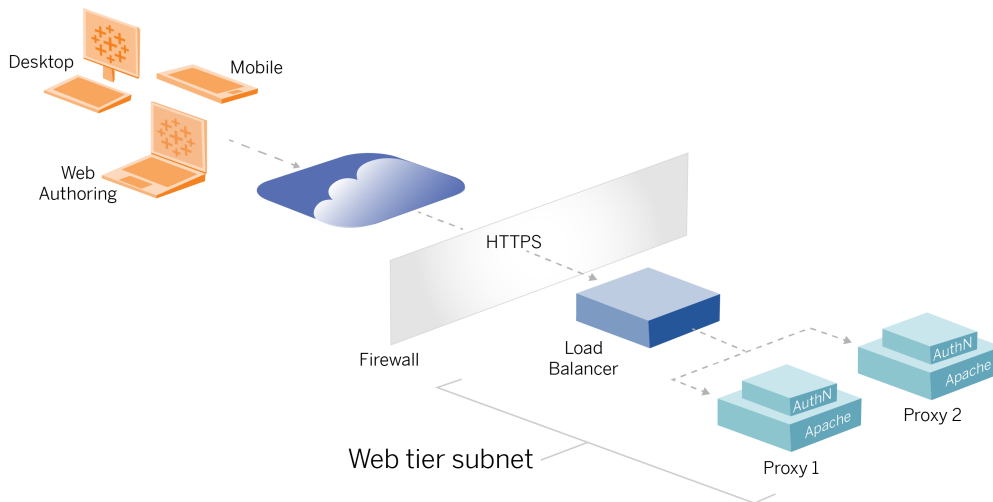 Desktop
Mobile
Web
Authoring
HTTPS
Firewall
Load
Balancer
AuthN
Apache
Proxy 2
AuthN
Apache
Proxy 1
Web tier subnet